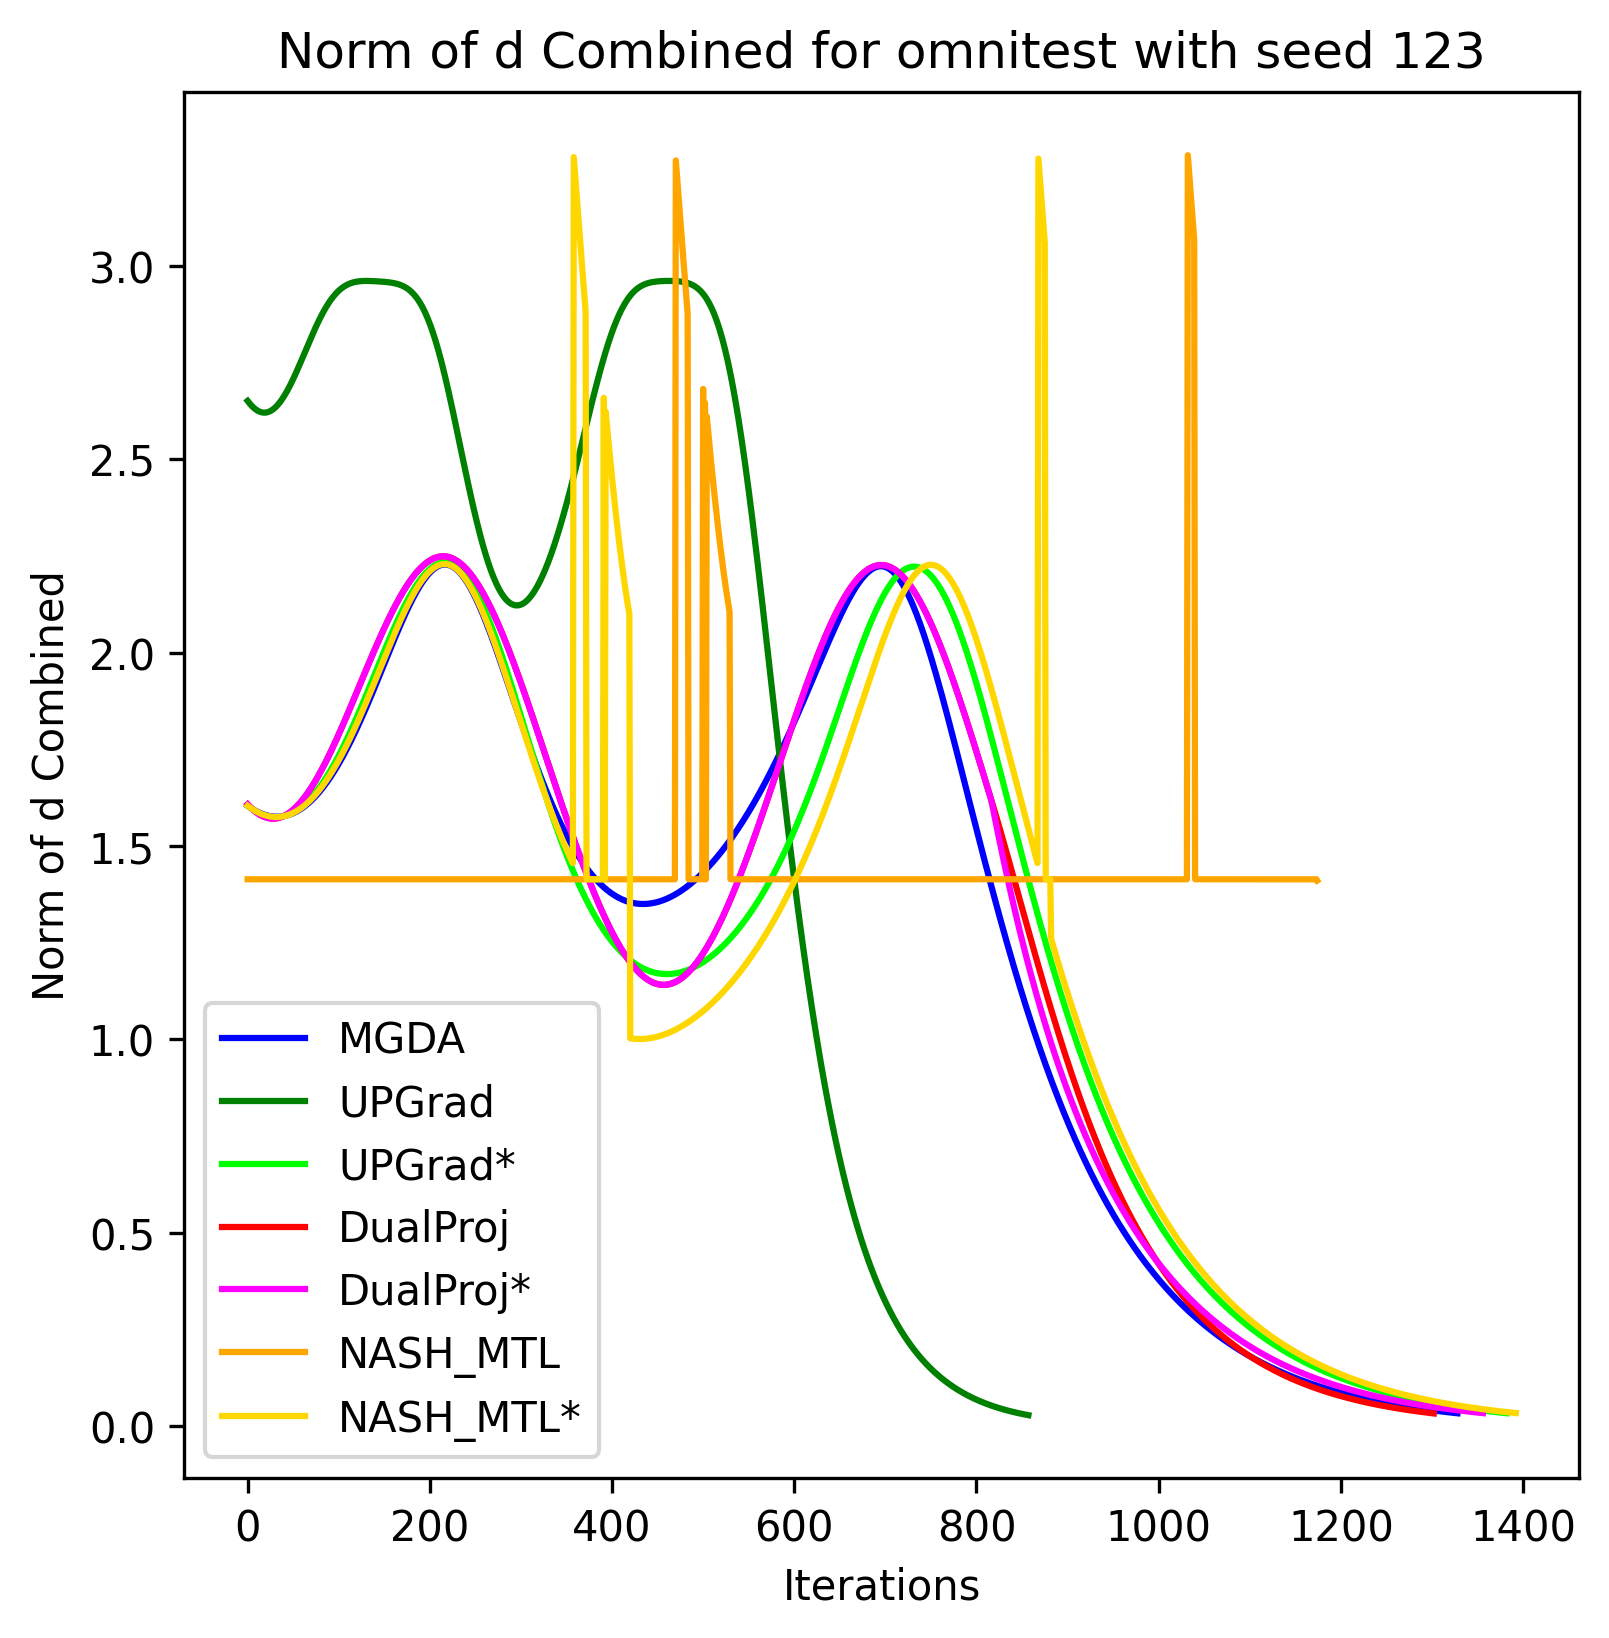 Norm of d Combined for omnitest with seed 123
Norm of d Combined
3.0
2.5
2.0
1.5
1.0
0.5
0.0
MGDA
UPGrad
UPGrad*
DualProj
DualProj*
NASH_MTL
NASH_MTL*
0 200 400 600 800 1000 1200 1400
Iterations